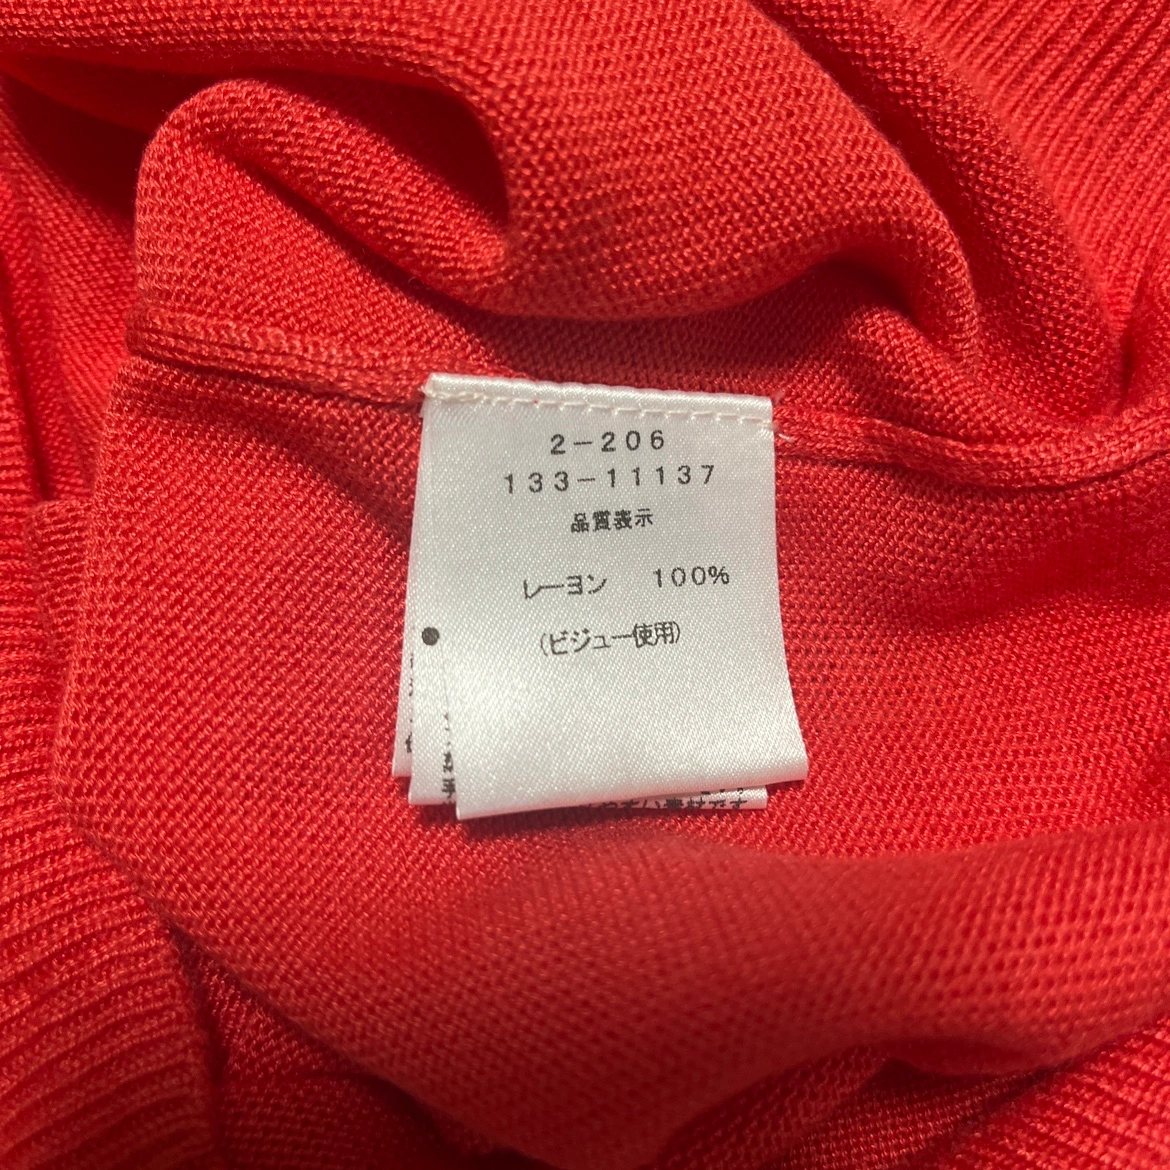 2-206
133-11137
品質表示
レーヨン 100%
(ビジュー使用)